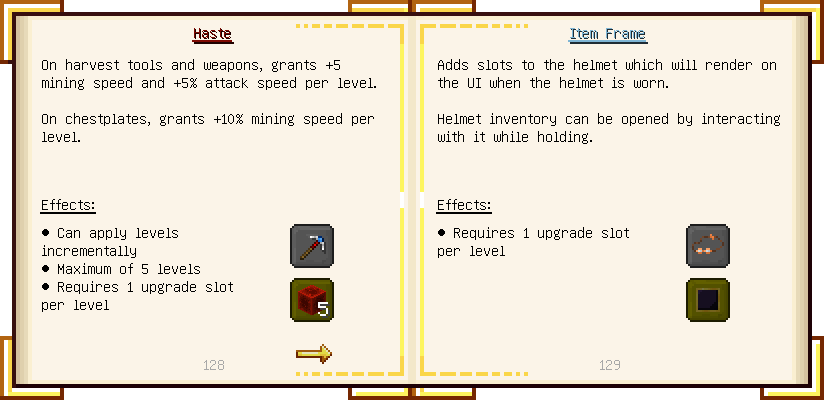 Haste
On harvest tools and weapons, grants +5
mining speed and +5% attack speed per level.
On chestplates, grants +10% mining speed per
level.
Effects:
● Can apply levels
incrementally
● Maximum of 5 levels
● Requires 1 upgrade slot
per level
5
128
Item Frame
Adds slots to the helmet which will render on
the UI when the helmet is worn.
Helmet inventory can be opened by interacting
with it while holding.
Effects:
● Requires 1 upgrade slot
per level
129